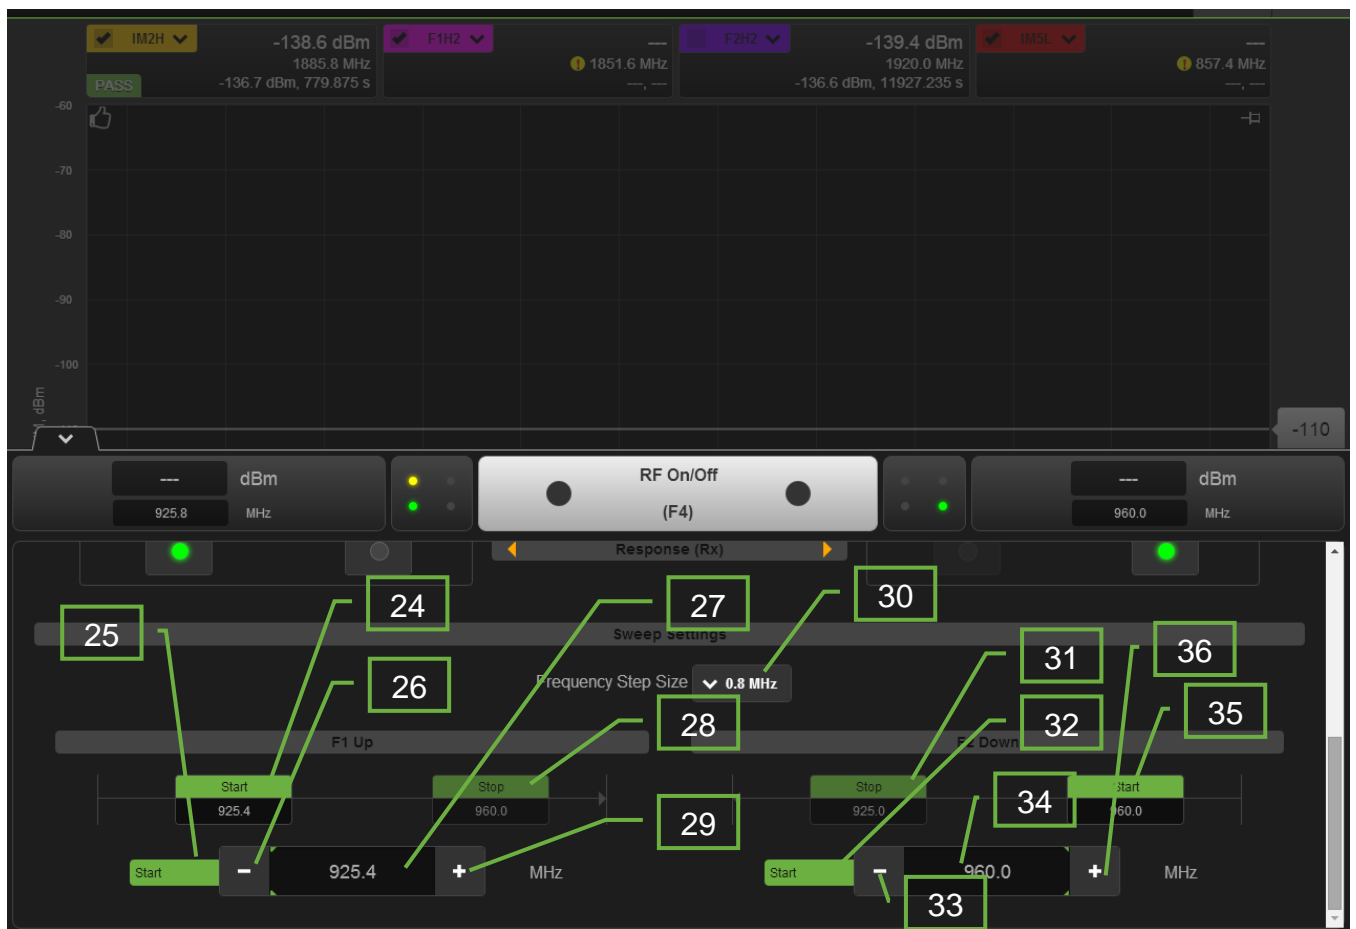 IM2H -138.6 dBm F1H2 --- F2H2 -139.4 dBm IM5L ---
1885.8 MHz 1851.6 MHz 1920.0 MHz 857.4 MHz
PASS -136.7 dBm, 779.875 s ---, --- -136.6 dBm, 11927.235 s ---, ---
-60
-70
-80
-90
-100
dBm
-110
--- dBm RF On/Off --- dBm
925.8 MHz (F4) 960.0 MHz
Response (Rx)
24 27 30
25 Sweep Settings 31 36
26 Frequency Step Size 0.8 MHz
28 32 35
F1 Up F2 Down
Start Stop Stop Start
925.4 960.0 925.0 960.0
29 34
Start - 925.4 + MHz Start - 960.0 + MHz
33